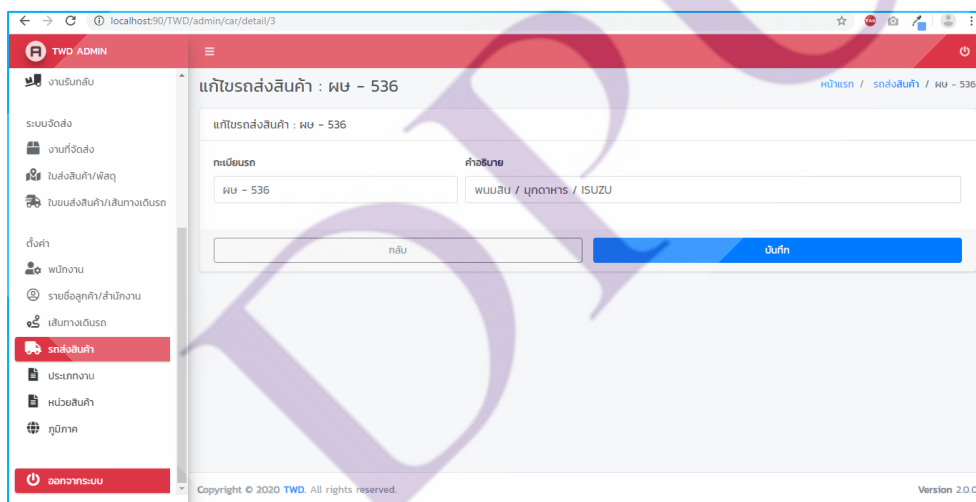 localhost:90/TWD/admin/car/detail/3
TWD ADMIN
งานรับกลับ
ระบบจัดส่ง
งานที่จัดส่ง
ใบส่งสินค้า/พัสดุ
ใบขนส่งสินค้า/เส้นทางเดินรถ
ตั้งค่า
พนักงาน
รายชื่อลูกค้า/สำนักงาน
เส้นทางเดินรถ
รถส่งสินค้า
ประเภทงาน
หน่วยสินค้า
ภูมิภาค
ออกจากระบบ
แก้ไขรถส่งสินค้า : ผษ - 536
หน้าแรก / รถส่งสินค้า / ผษ - 536
แก้ไขรถส่งสินค้า : ผษ - 536
ทะเบียนรถ คำอธิบาย
ผษ - 536 พนมสิน / มุกดาหาร / ISUZU
กลับ บันทึก
Copyright © 2020 TWD. All rights reserved. Version 2.0.0
DPU